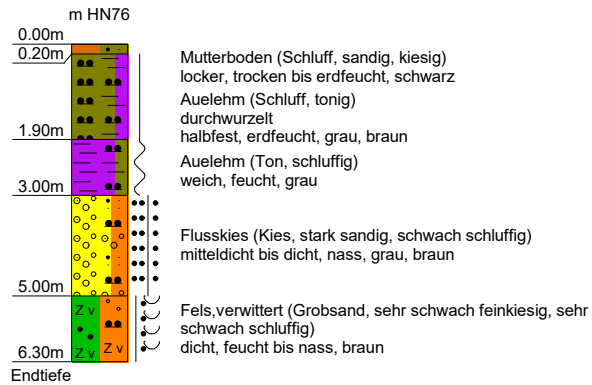 m HN76
0.00m
0.20m
Mutterboden (Schluff, sandig, kiesig)
locker, trocken bis erdfeucht, schwarz
Auelehm (Schluff, tonig)
durchwurzelt
halbfest, erdfeucht, grau, braun
1.90m
Auelehm (Ton, schluffig)
weich, feucht, grau
3.00m
Flusskies (Kies, stark sandig, schwach schluffig)
mitteldicht bis dicht, nass, grau, braun
5.00m
Fels,verwittert (Grobsand, sehr schwach feinkiesig, sehr
schwach schluffig)
dicht, feucht bis nass, braun
Z v
Z v Z v
6.30m
Endtiefe